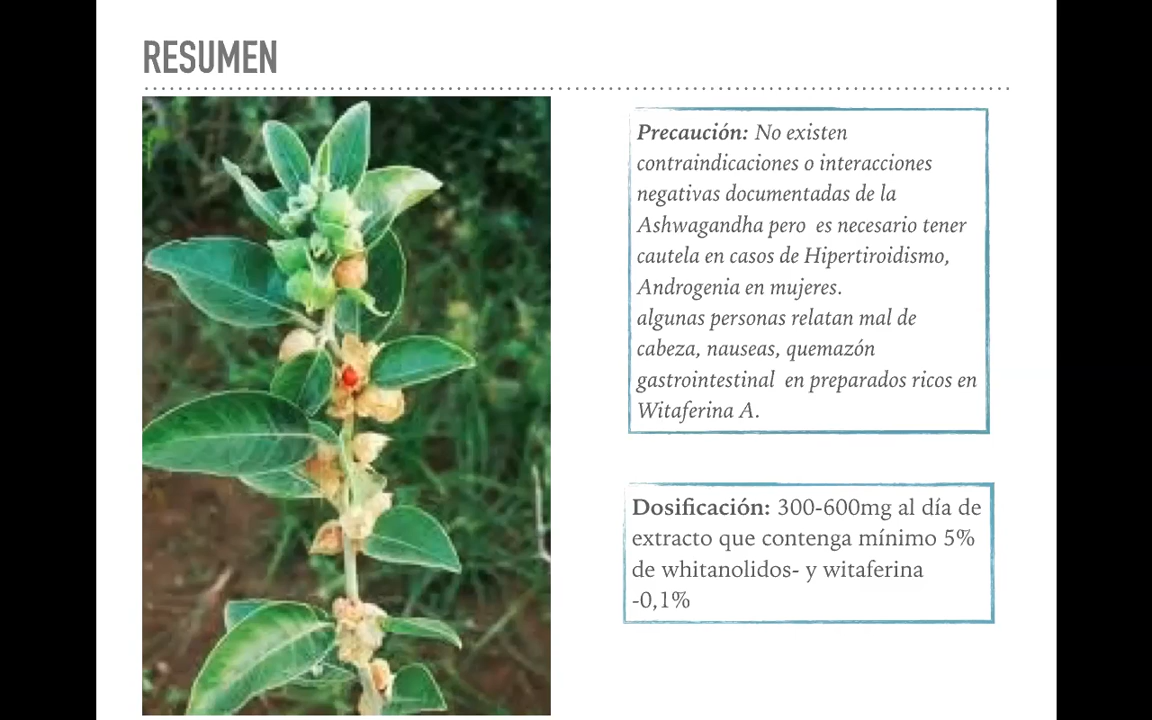 RESUMEN
Precaución: No existen
contraindicaciones o interacciones
negativas documentadas de la
Ashwagandha pero  es necesario tener
cautela en casos de Hipertiroidismo,
Androgenia en mujeres.
algunas personas relatan mal de
cabeza, nauseas, quemazón
gastrointestinal  en preparados ricos en
Witaferina A.
Dosificación: 300-600mg al día de
extracto que contenga mínimo 5%
de whitanolidos- y witaferina
-0,1%